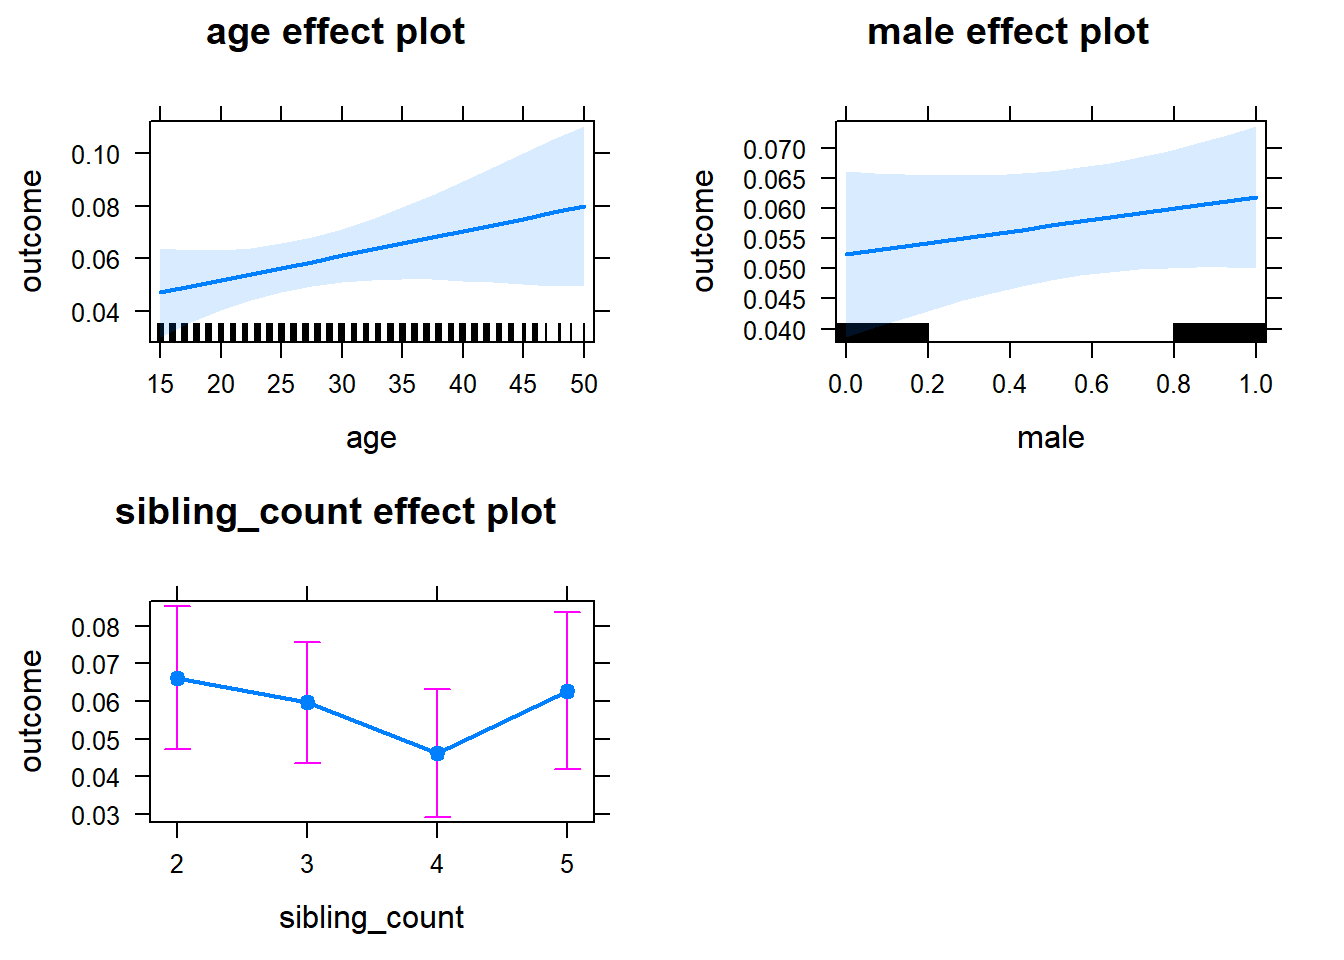 age effect plot
outcome
0.10
0.08
0.06
0.04
15 20 25 30 35 40 45 50
age
male effect plot
outcome
0.070
0.065
0.060
0.055
0.050
0.045
0.040
0.0 0.2 0.4 0.6 0.8 1.0
male
sibling_count effect plot
outcome
0.08
0.07
0.06
0.05
0.04
0.03
2 3 4 5
sibling_count